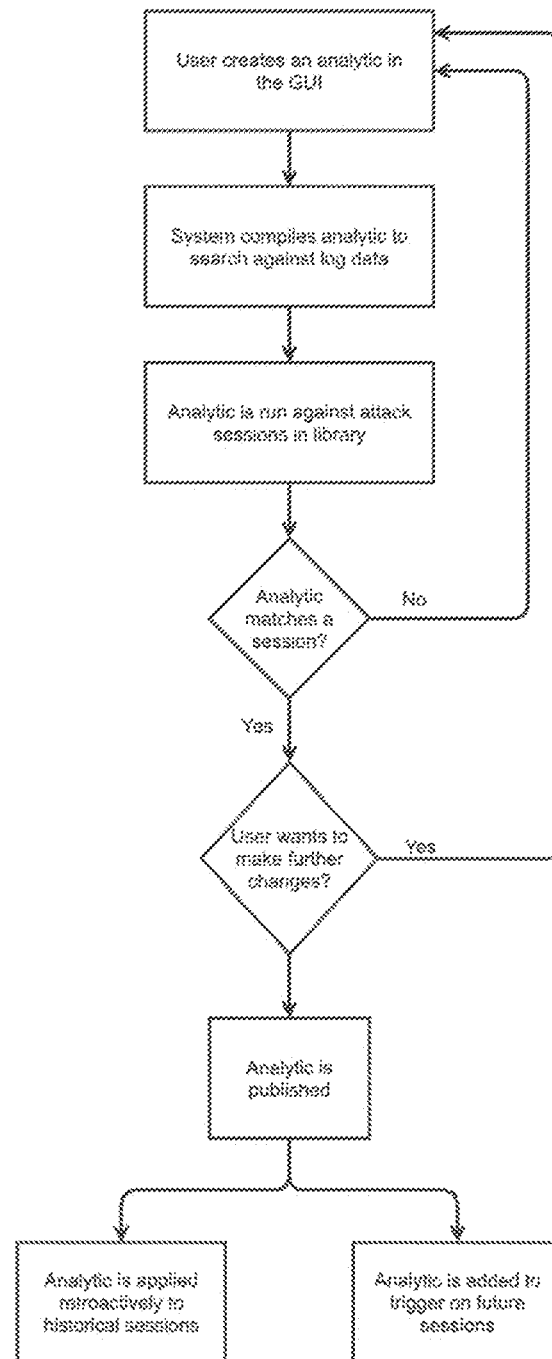 User creates an analytic in
the GUI
System compiles analytic to
search against log data
Analytic is run against attack
sessions in library
Analytic
matches a
session?
No
Yes
User wants to
make further
changes?
Yes
Analytic is
published
Analytic is applied
retroactively to
historical sessions
Analytic is added to
trigger on future
sessions